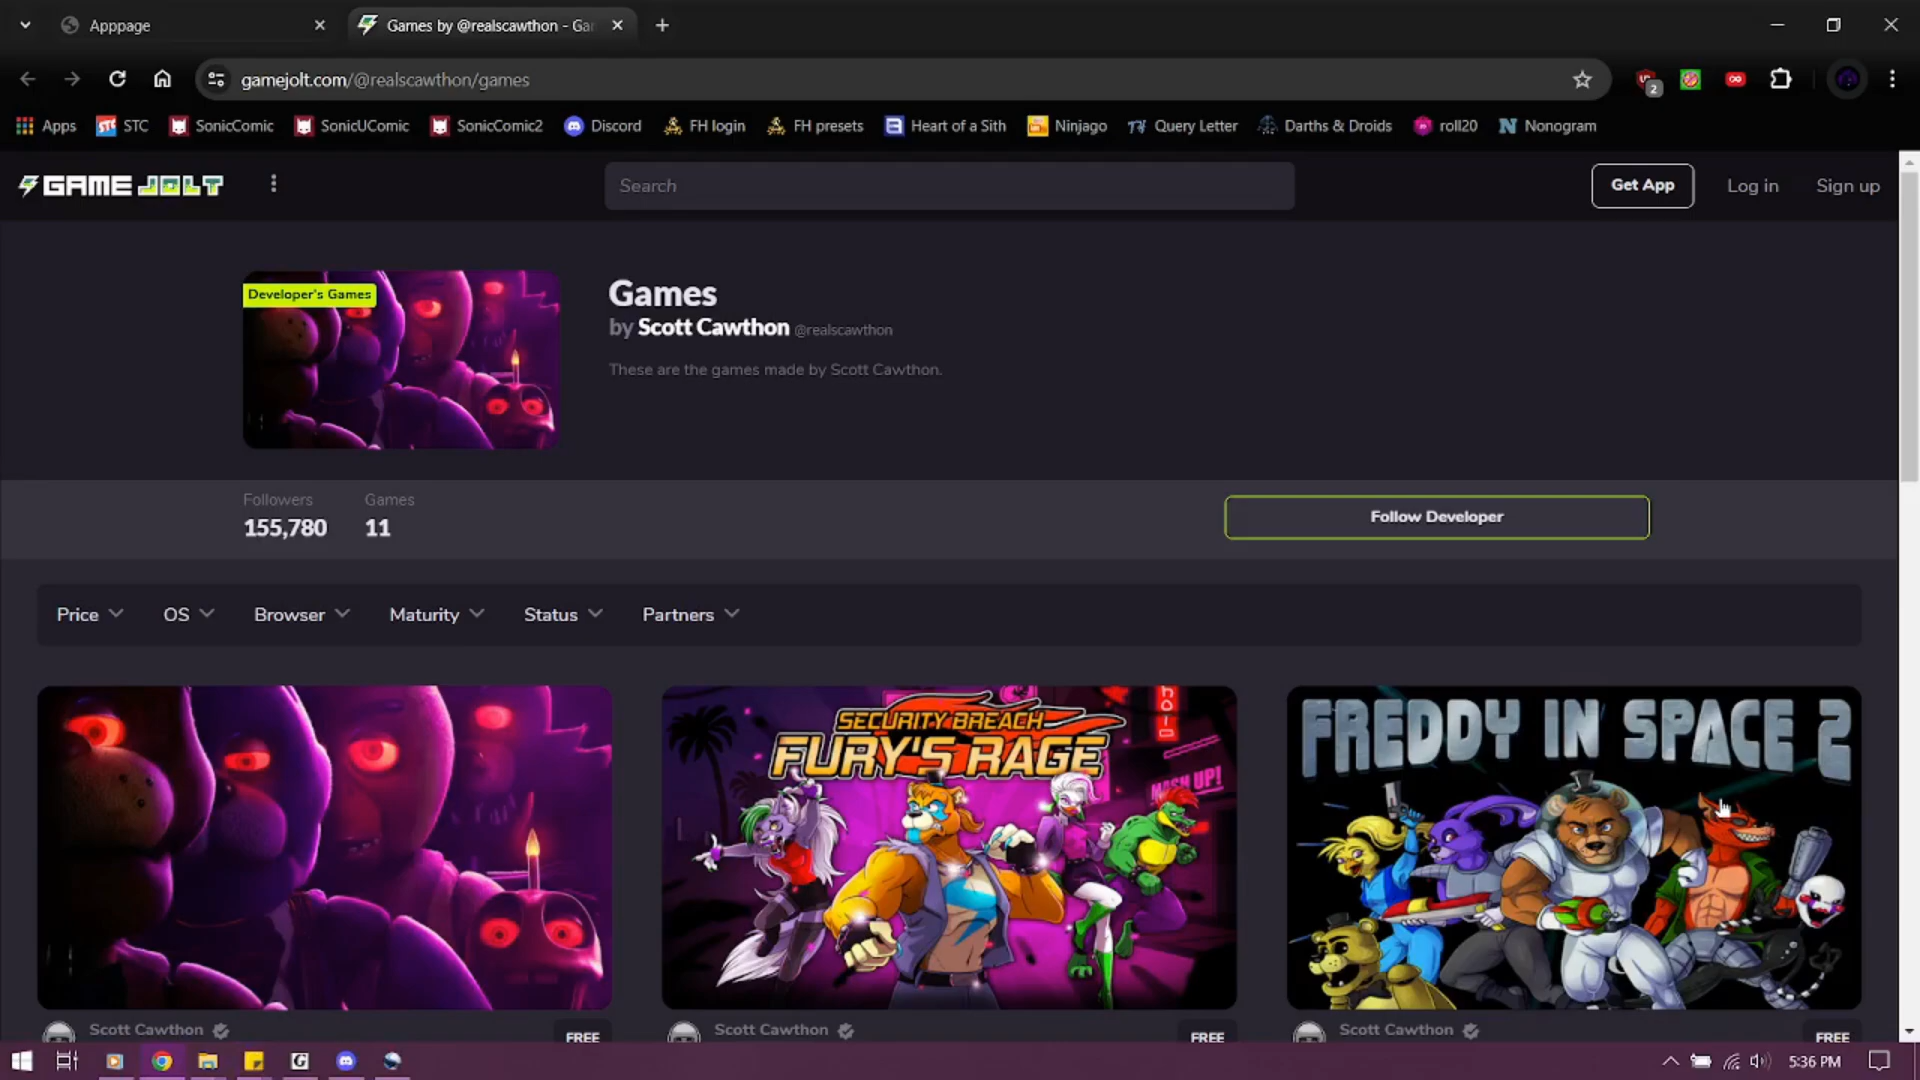 Apppage
Games by @realscawthon - Ga
gamejolt.com/@realscawthon/games
2
Apps STC SonicComic SonicUComic SonicComic2 Discord FH login FH presets Heart of a Sith Ninjago Query Letter Darths & Droids roll20 Nonogram
GAME JOLT
Search
Get App
Log in
Sign up
Developer's Games
Games
by Scott Cawthon @realscawthon
These are the games made by Scott Cawthon.
Followers
155,780
Games
11
Follow Developer
Price OS Browser Maturity Status Partners
SECURITY BREACH
FURY'S RAGE
MASH UP!
FREDDY IN SPACE 2
Scott Cawthon
FREE
Scott Cawthon
FREE
Scott Cawthon
FREE
5:36 PM